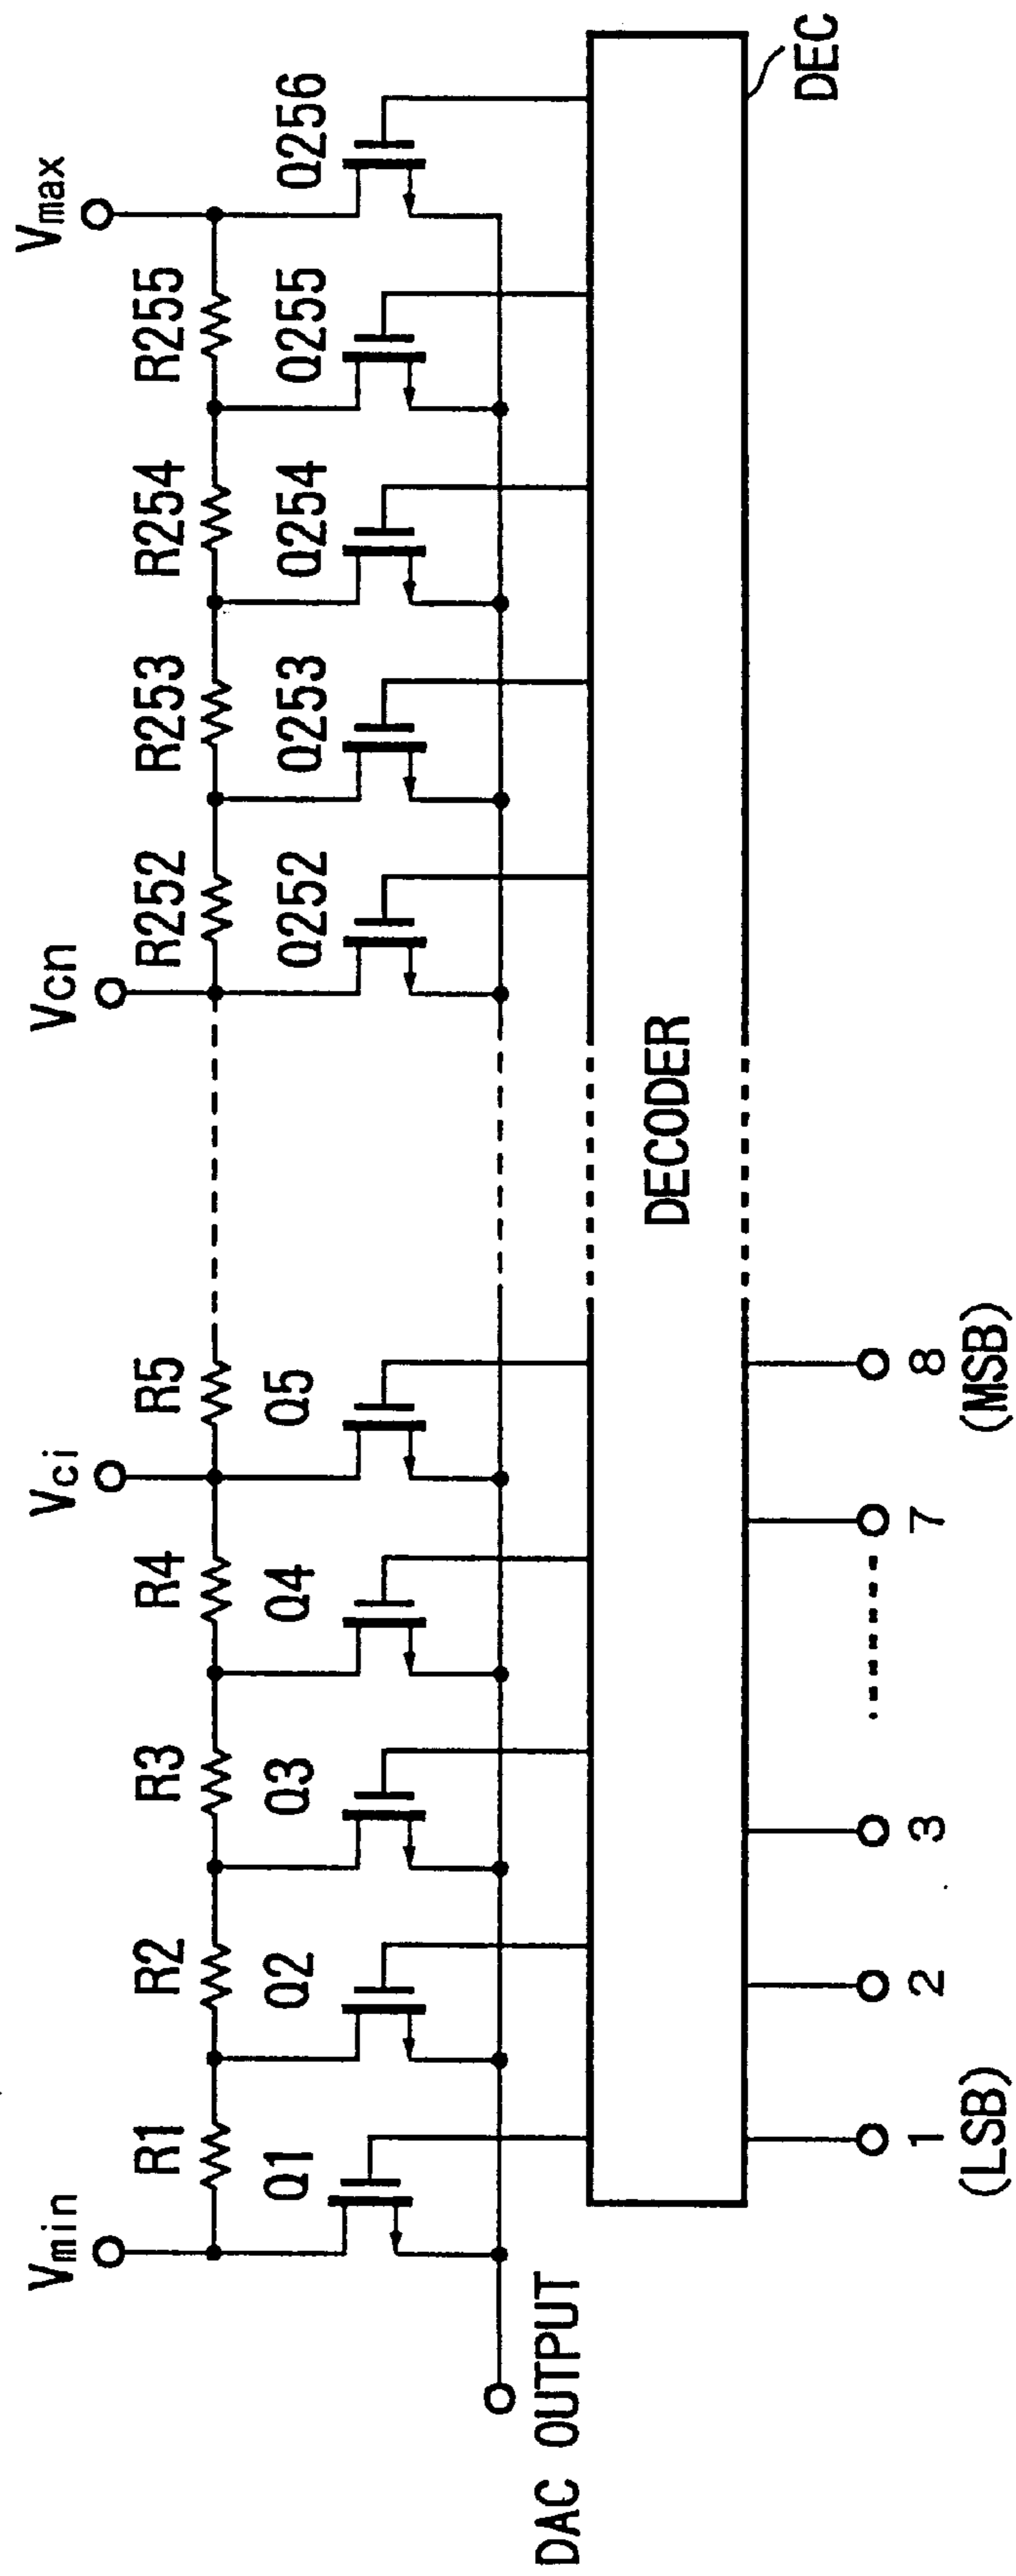 Vmin Vci Vcn Vmax
R1 R2 R3 R4 R5 R252 R253 R254 R255
Q1 Q2 Q3 Q4 Q5 Q252 Q253 Q254 Q255 Q256
DAC OUTPUT
DECODER
DEC
1 2 3 7 8
(LSB) (MSB)